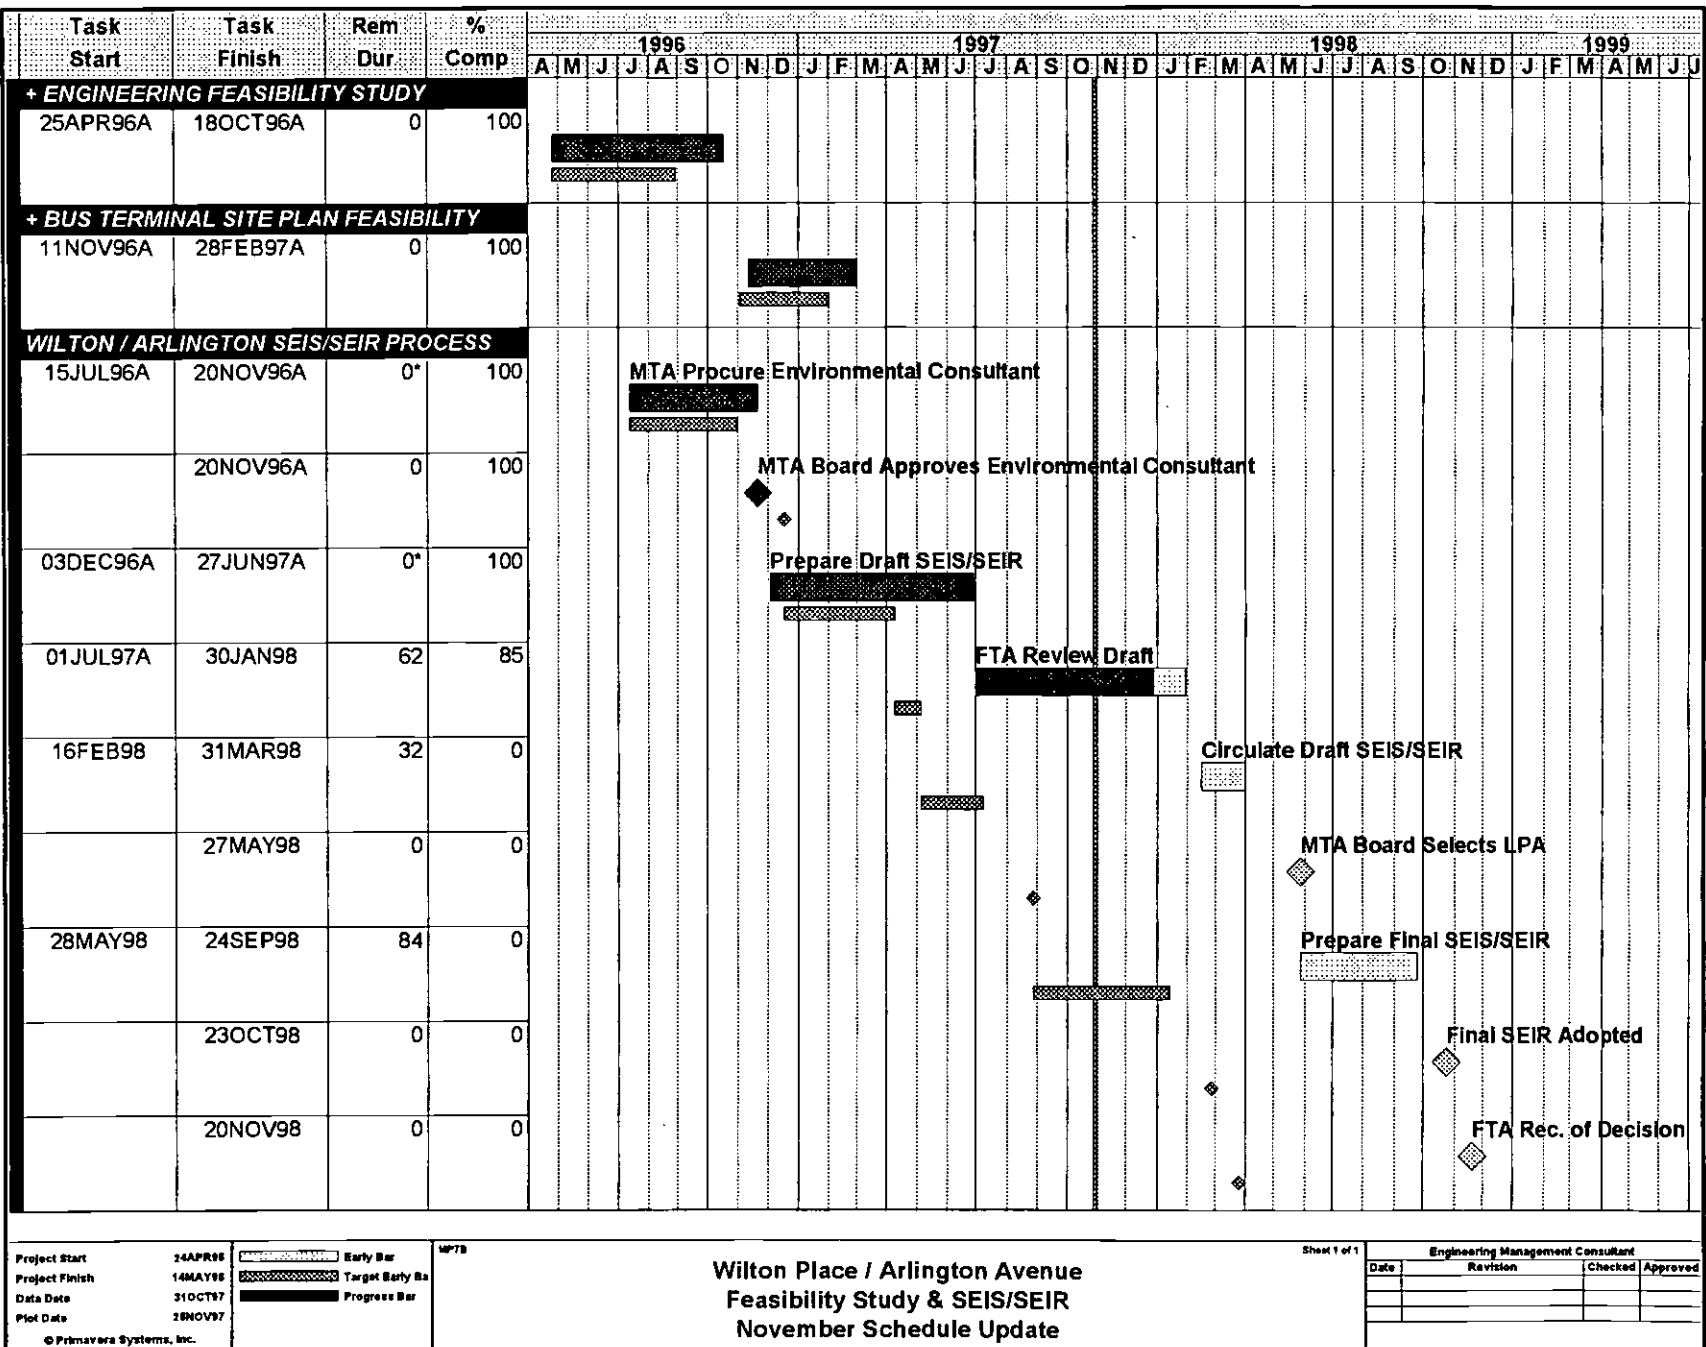 Task Task Rem %
Start Finish Dur Comp
1996 1997 1998 1999
A M J J A S O N D J F M A M J J A S O N D J F M A M J J A S O N D J F M A M J J
+ ENGINEERING FEASIBILITY STUDY
25APR96A 18OCT96A 0 100
+ BUS TERMINAL SITE PLAN FEASIBILITY
11NOV96A 28FEB97A 0 100
WILTON / ARLINGTON SEIS/SEIR PROCESS
15JUL96A 20NOV96A 0* 100 MTA Procure Environmental Consultant
20NOV96A 0 100 MTA Board Approves Environmental Consultant
03DEC96A 27JUN97A 0* 100 Prepare Draft SEIS/SEIR
01JUL97A 30JAN98 62 85 FTA Review Draft
16FEB98 31MAR98 32 0 Circulate Draft SEIS/SEIR
27MAY98 0 0 MTA Board Selects LPA
28MAY98 24SEP98 84 0 Prepare Final SEIS/SEIR
23OCT98 0 0 Final SEIR Adopted
20NOV98 0 0 FTA Rec. of Decision
Project Start
Project Finish
Data Date 31OCT97
Plot Date
© Primavera Systems, Inc.
Early Bar
Target Early Ba
Progress Bar
MP7B
Wilton Place / Arlington Avenue
Feasibility Study & SEIS/SEIR
November Schedule Update
Sheet 1 of 1
Engineering Management Consultant
Date Revision Checked Approved